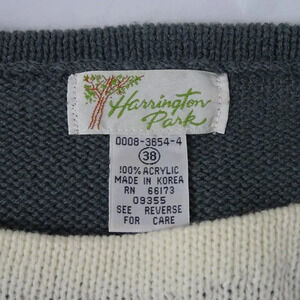 Harrington
Park
0008-3654-4
38
100% ACRYLIC
MADE IN KOREA
RN 66173
09355
SEE REVERSE
FOR CARE